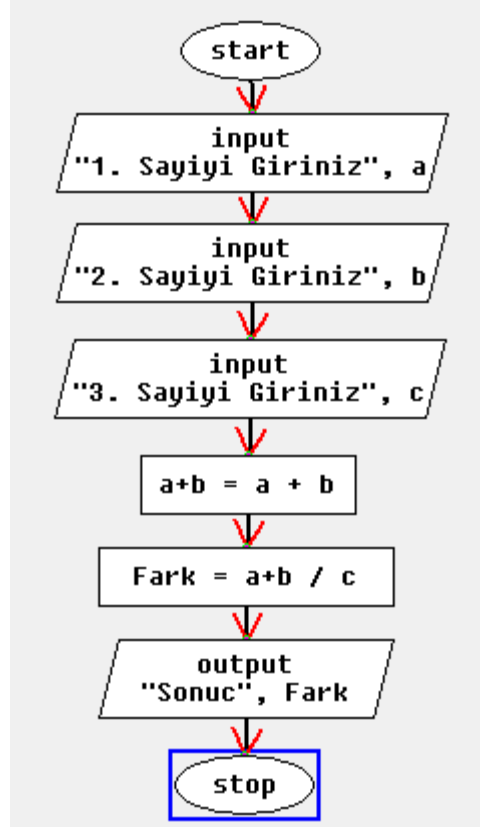 start
input
"1. Sayiyi Giriniz", a
input
"2. Sayiyi Giriniz", b
input
"3. Sayiyi Giriniz", c
a+b = a + b
Fark = a+b / c
output
"Sonuc", Fark
stop